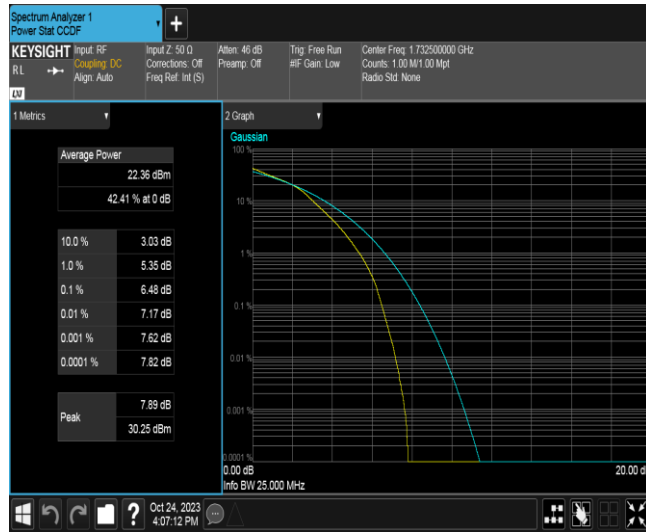 Spectrum Analyzer 1
Power Stat CCDF
+
KEYSIGHT
RL
LXI
Input: RF
Coupling: DC
Align: Auto
Input Z: 50 Ω
Corrections: Off
Freq Ref: Int (S)
Atten: 46 dB
Preamp: Off
Trig: Free Run
#IF Gain: Low
Center Freq: 1.732500000 GHz
Counts: 1.00 M/1.00 Mpt
Radio Std: None
1 Metrics
Average Power
22.36 dBm
42.41 % at 0 dB
10.0 % 3.03 dB
1.0 % 5.35 dB
0.1 % 6.48 dB
0.01 % 7.17 dB
0.001 % 7.62 dB
0.0001 % 7.82 dB
Peak
7.89 dB
30.25 dBm
2 Graph
Gaussian
100 %
10 %
1 %
0.1 %
0.01 %
0.001 %
0.0001 %
0.00 dB
20.00 d
Info BW 25.000 MHz
?
Oct 24, 2023
4:07:12 PM